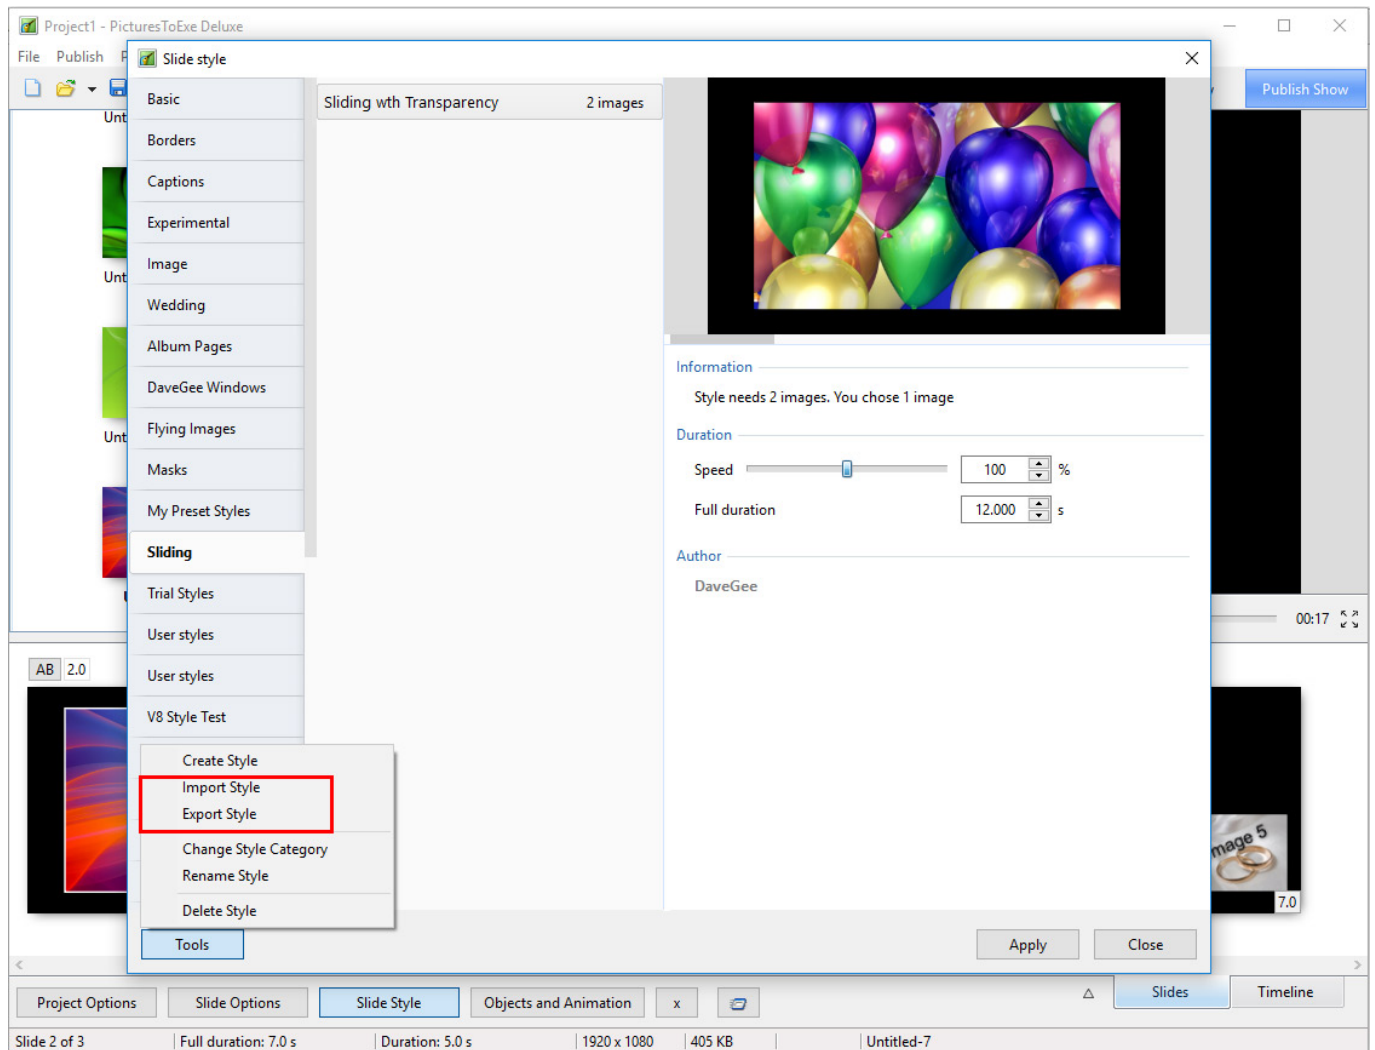 Project1 - PicturesToExe Deluxe
File Publish P
Slide style
Publish Show
Unt
Unt
Unt
Basic
Borders
Captions
Experimental
Image
Wedding
Album Pages
DaveGee Windows
Flying Images
Masks
My Preset Styles
Sliding
Trial Styles
User styles
User styles
V8 Style Test
Sliding wth Transparency 2 images
Information
Style needs 2 images. You chose 1 image
Duration
Speed 100 %
Full duration 12.000 s
Author
DaveGee
00:17
AB 2.0
Create Style
Import Style
Export Style
Change Style Category
Rename Style
Delete Style
mage 5
7.0
Tools
Apply Close
Project Options Slide Options Slide Style Objects and Animation x
Slides Timeline
Slide 2 of 3 Full duration: 7.0 s Duration: 5.0 s 1920 x 1080 405 KB Untitled-7